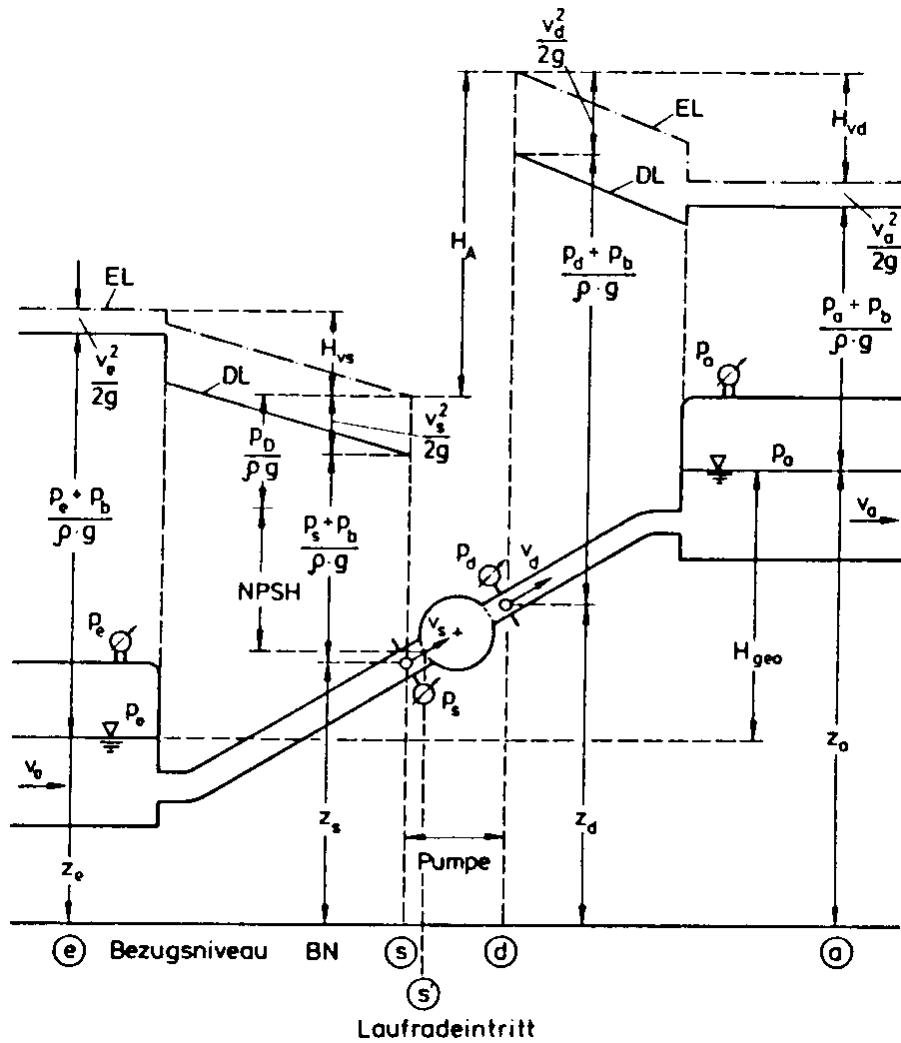 v_d²/2g
EL
H_vd
DL
v_a²/2g
H_A
p_d + p_b/ρ·g
p_a + p_b/ρ·g
EL
v_e²/2g
H_vs
DL
v_s²/2g
p_D/ρ g
p_a
p_a
p_e + p_b/ρ·g
p_s + p_b/ρ·g
v_a
NPSH
p_d
v_d
v_s
p_e
H_geo
p_s
p_e
v_e
z_a
z_s
z_d
Pumpe
z_e
e Bezugsniveau BN s d a
s'
Laufradeintritt